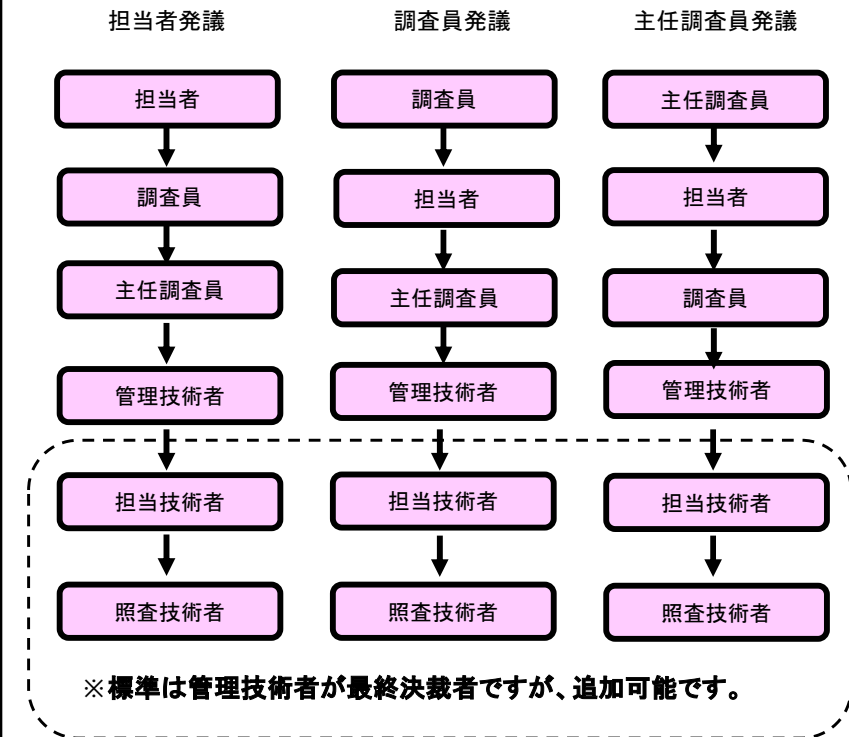 担当者発議
調査員発議
主任調査員発議
担当者
調査員
主任調査員
調査員
担当者
担当者
主任調査員
主任調査員
調査員
管理技術者
管理技術者
管理技術者
担当技術者
担当技術者
担当技術者
照査技術者
照査技術者
照査技術者
※標準は管理技術者が最終決裁者ですが、追加可能です。